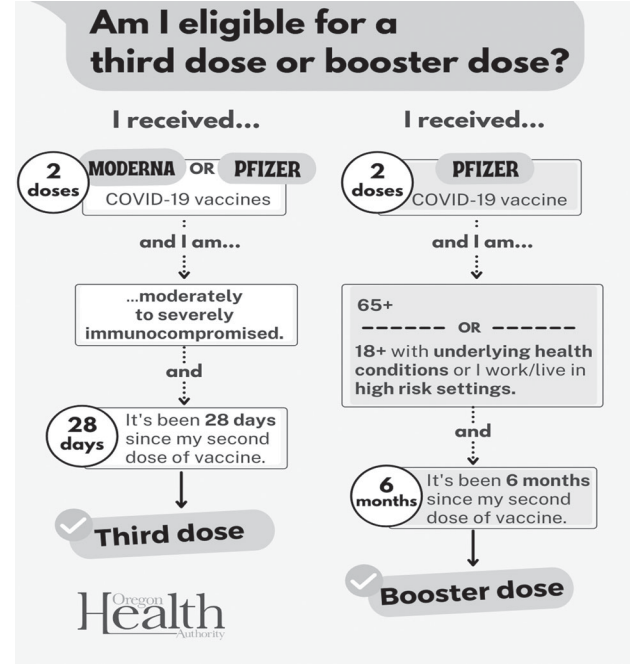 Am I eligible for a
third dose or booster dose?
I received...
2
doses
MODERNA OR PFIZER
COVID-19 vaccines
and I am...
...moderately
to severely
immunocompromised.
and
28
days
It's been 28 days
since my second
dose of vaccine.
Third dose
I received...
2
doses
PFIZER
COVID-19 vaccine
and I am...
65+
OR
18+ with underlying health
conditions or I work/live in
high risk settings.
and
6
months
It's been 6 months
since my second
dose of vaccine.
Booster dose
Oregon
Health
Authority